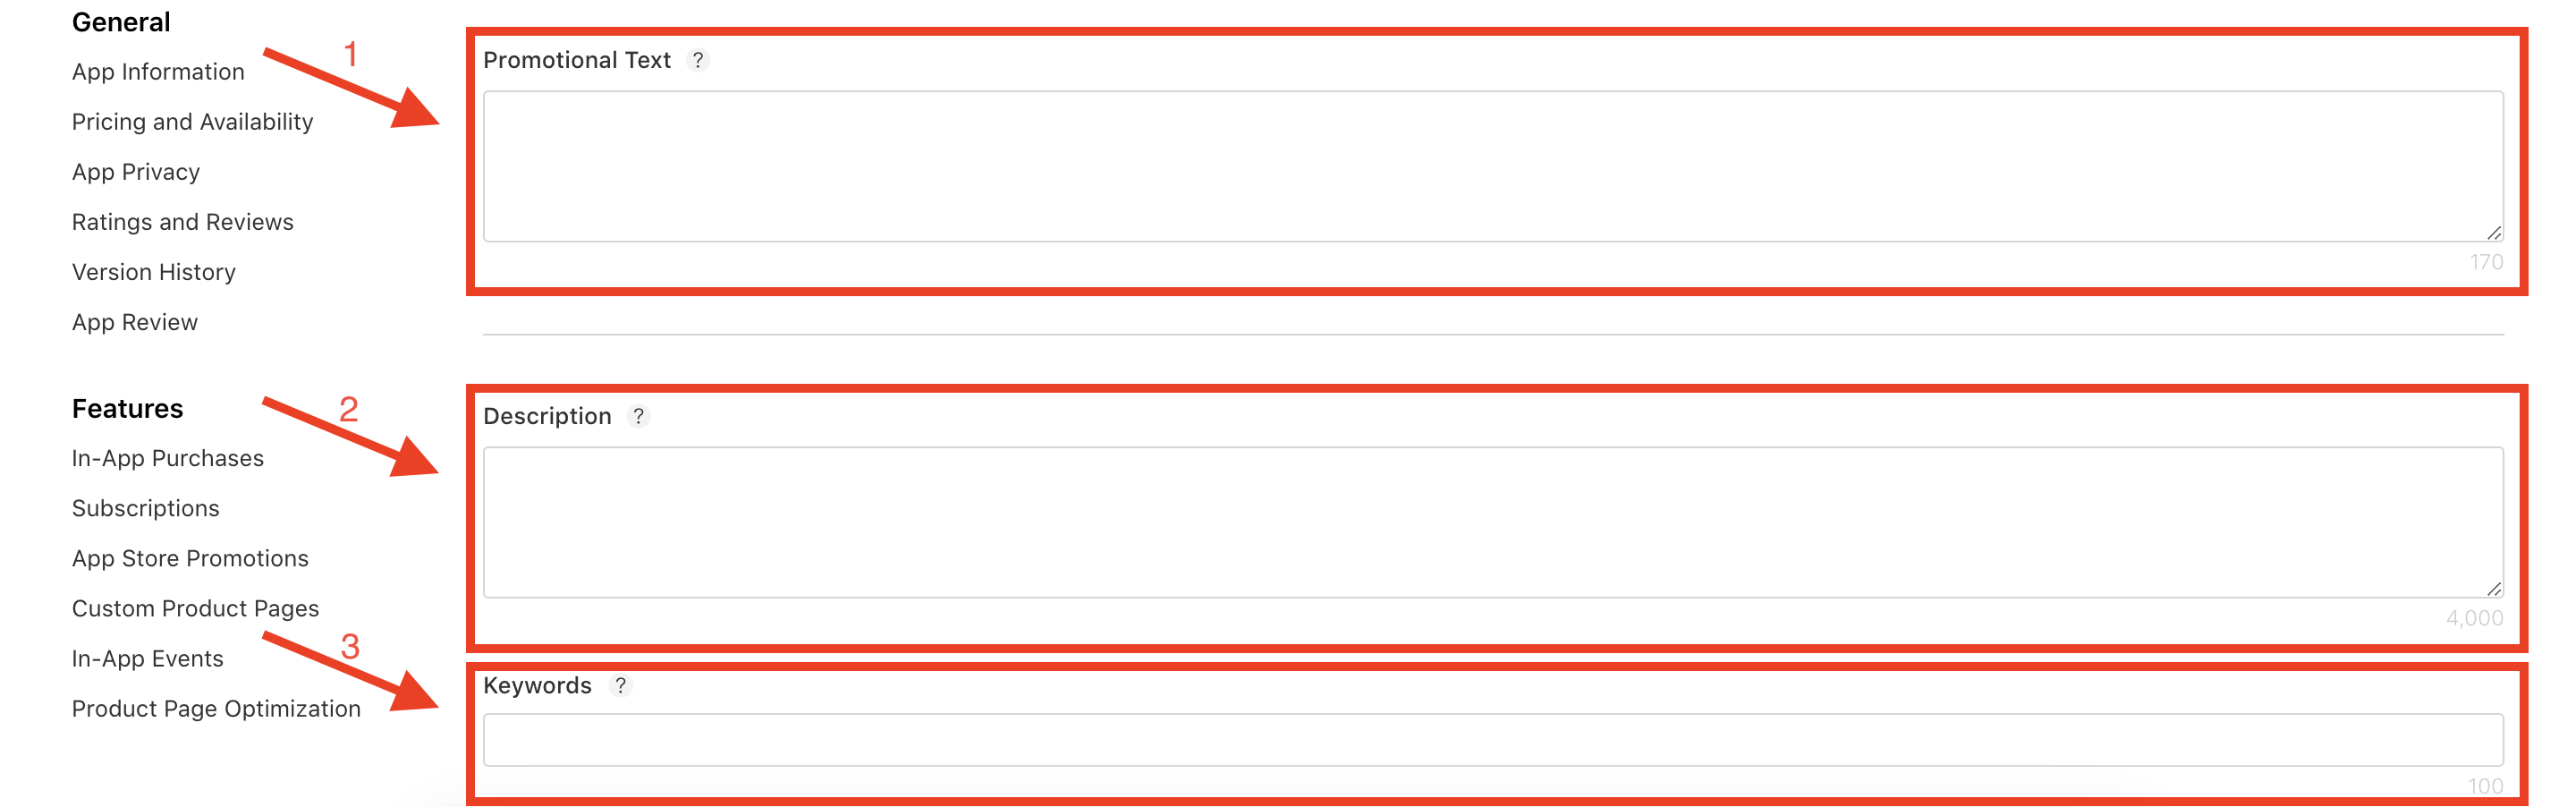 General
App Information
Pricing and Availability
App Privacy
Ratings and Reviews
Version History
App Review
Features
In-App Purchases
Subscriptions
App Store Promotions
Custom Product Pages
In-App Events
Product Page Optimization
1
Promotional Text ?
170
2
Description ?
4,000
3
Keywords ?
100